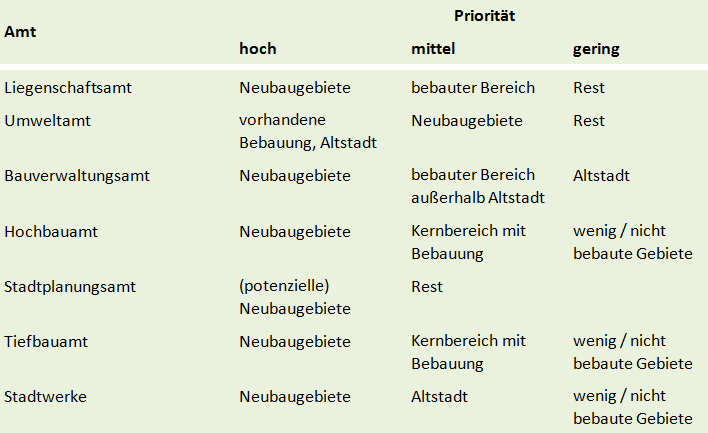 Priorität
Amt
hoch mittel gering
Liegenschaftsamt Neubaugebiete bebauter Bereich Rest
Umweltamt vorhandene Neubaugebiete Rest
Bebauung, Altstadt
Bauverwaltungsamt Neubaugebiete bebauter Bereich Altstadt
außerhalb Altstadt
Hochbauamt Neubaugebiete Kernbereich mit wenig / nicht
Bebauung bebaute Gebiete
Stadtplanungsamt (potenzielle) Rest
Neubaugebiete
Tiefbauamt Neubaugebiete Kernbereich mit wenig / nicht
Bebauung bebaute Gebiete
Stadtwerke Neubaugebiete Altstadt wenig / nicht
bebaute Gebiete